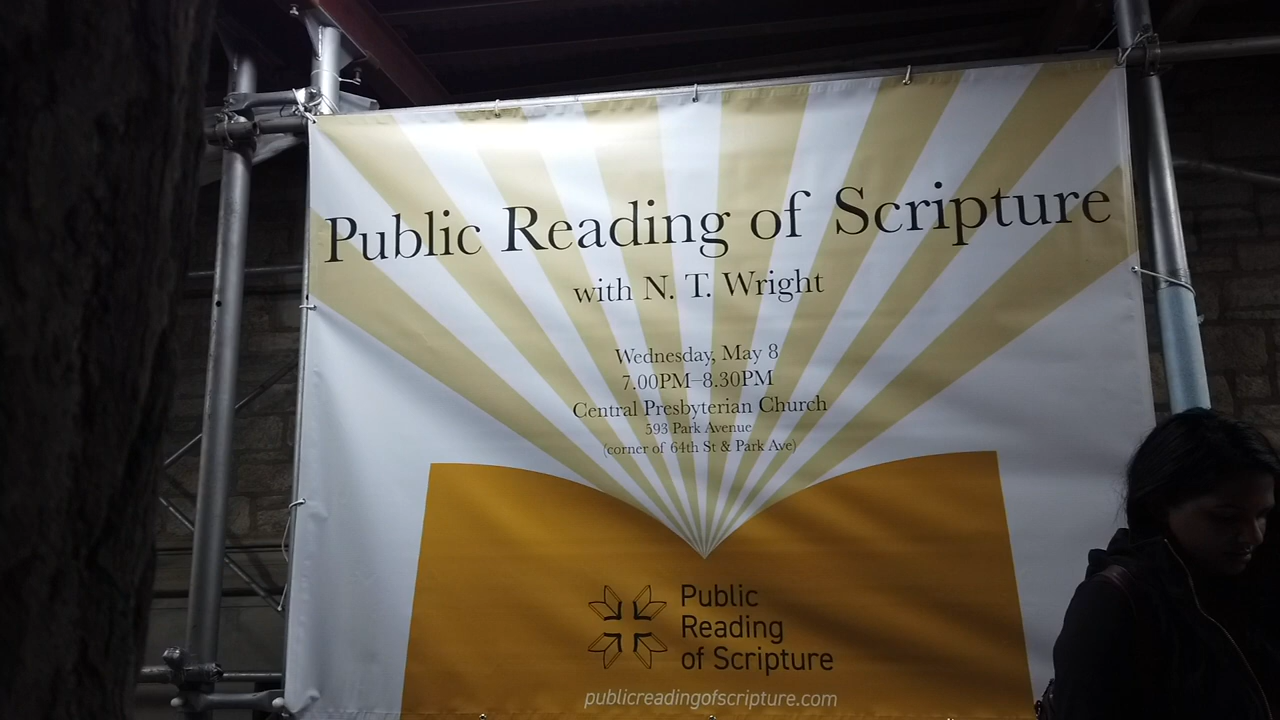 Public Reading of Scripture
with N. T. Wright
Wednesday, May 8
7.00PM–8.30PM
Central Presbyterian Church
593 Park Avenue
(corner of 64th St & Park Ave)
Public
Reading
of Scripture
publicreadingofscripture.com